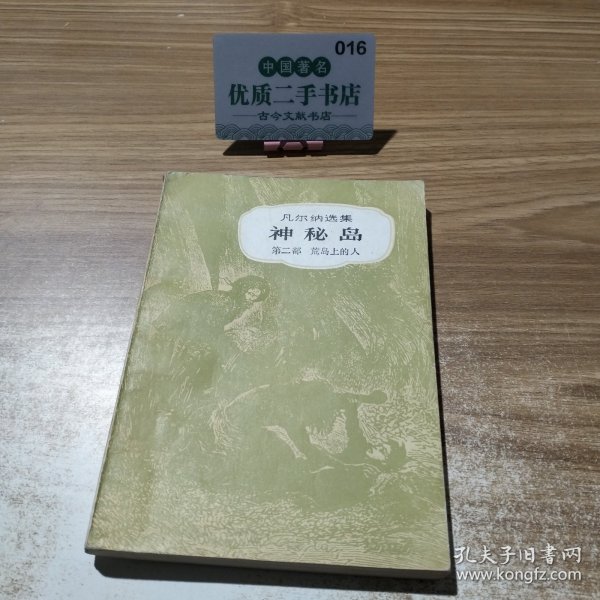 016
中国著名
优质二手书店
古今文献书店
凡尔纳选集
神秘岛
第二部 荒岛上的人
孔夫子旧书网
www.kongfz.com